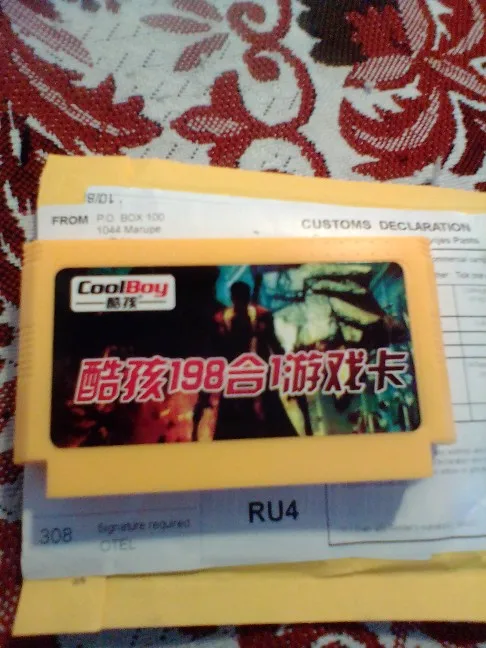 10/8
FROM P.O. BOX 100
1044 Marupe
CUSTOMS DECLARATION
CoolBoy
酷孩
酷孩198合1游戏卡
308
Signature required
OTEL
RU4